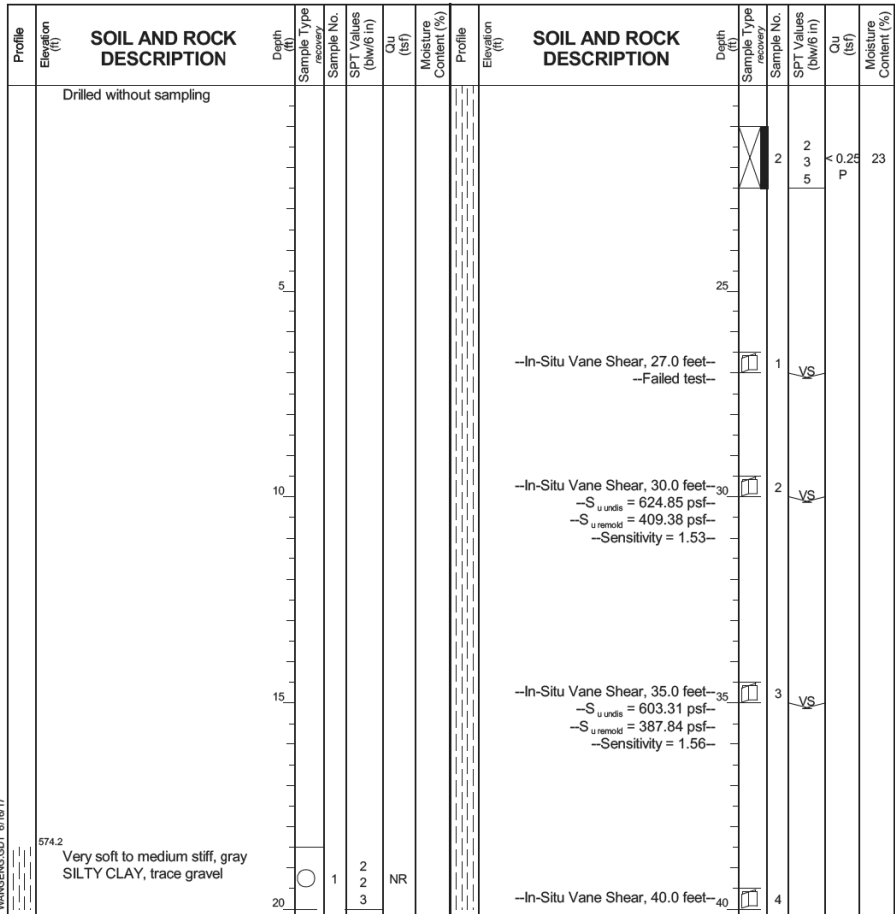 Profile
Elevation
(ft)
SOIL AND ROCK
DESCRIPTION
Depth
(ft)
Sample Type
recovery
Sample No.
SPT Values
(blw/6 in)
Qu
(tsf)
Moisture
Content (%)
Drilled without sampling
5
10
15
574.2
Very soft to medium stiff, gray
SILTY CLAY, trace gravel
1
2
2
3
NR
20
Profile
Elevation
(ft)
SOIL AND ROCK
DESCRIPTION
Depth
(ft)
Sample Type
recovery
Sample No.
SPT Values
(blw/6 in)
Qu
(tsf)
Moisture
Content (%)
2
2
3
5
< 0.25
P
23
25
--In-Situ Vane Shear, 27.0 feet--
--Failed test--
1
VS
--In-Situ Vane Shear, 30.0 feet--
30
2
VS
--S u undis = 624.85 psf--
--S u remold = 409.38 psf--
--Sensitivity = 1.53--
--In-Situ Vane Shear, 35.0 feet--
35
3
VS
--S u undis = 603.31 psf--
--S u remold = 387.84 psf--
--Sensitivity = 1.56--
--In-Situ Vane Shear, 40.0 feet--
40
4